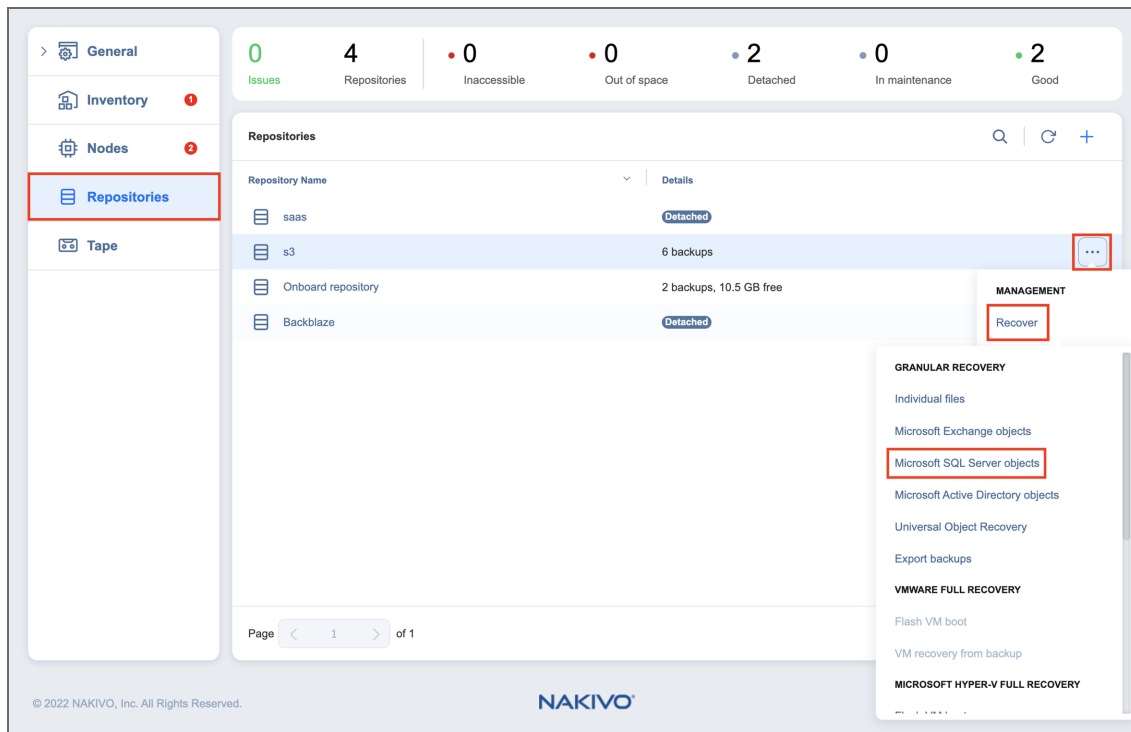 General
Inventory 1
Nodes 2
Repositories
Tape
0 4 0 0 2 0 2
Issues Repositories Inaccessible Out of space Detached In maintenance Good
Repositories
Repository Name Details
saas Detached
s3 6 backups ...
Onboard repository 2 backups, 10.5 GB free
Backblaze Detached
MANAGEMENT
Recover
GRANULAR RECOVERY
Individual files
Microsoft Exchange objects
Microsoft SQL Server objects
Microsoft Active Directory objects
Universal Object Recovery
Export backups
VMWARE FULL RECOVERY
Flash VM boot
VM recovery from backup
MICROSOFT HYPER-V FULL RECOVERY
Page 1 of 1
© 2022 NAKIVO, Inc. All Rights Reserved.
NAKIVO®